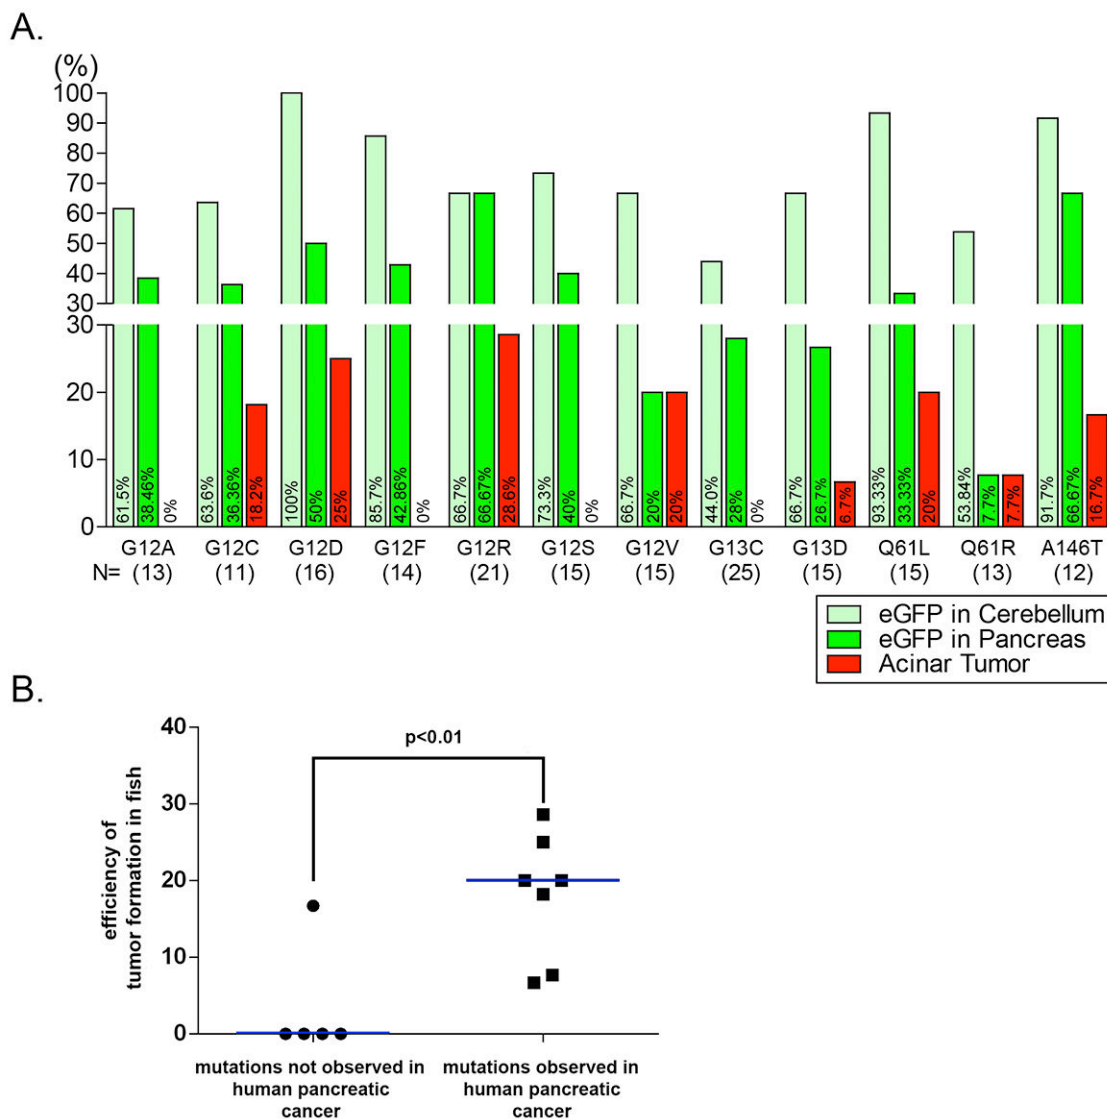 A.
(%)
100
90
80
70
60
50
40
30
30
20
10
0
61.5% 38.46% 0% 63.6% 36.36% 18.2% 100% 50% 25% 85.7% 42.86% 0% 66.7% 66.67% 28.6% 73.3% 40% 0% 66.7% 20% 20% 44.0% 28% 0% 66.7% 26.7% 6.7% 93.33% 33.33% 20% 53.84% 7.7% 7.7% 91.7% 66.67% 16.7%
G12A G12C G12D G12F G12R G12S G12V G13C G13D Q61L Q61R A146T
N= (13) (11) (16) (14) (21) (15) (15) (25) (15) (15) (13) (12)
eGFP in Cerebellum
eGFP in Pancreas
Acinar Tumor
B.
efficiency of
tumor formation in fish
40
30
20
10
0
p<0.01
mutations not observed in
human pancreatic
cancer
mutations observed in
human pancreatic
cancer